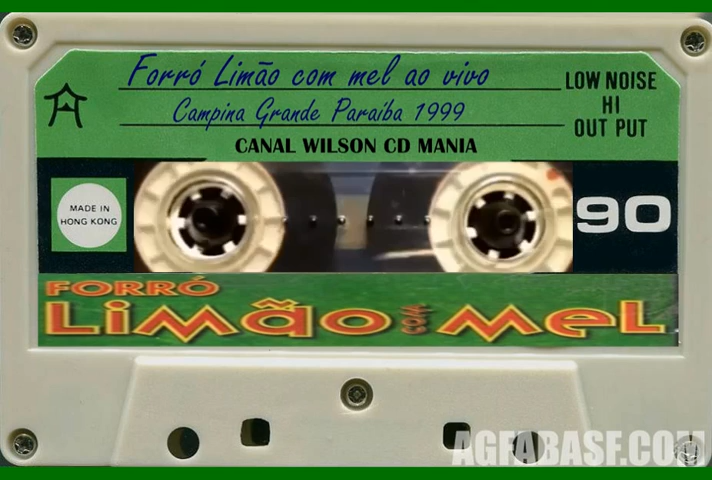 Forró Limão com mel ao vivo
Campina Grande Paraiba 1999
CANAL WILSON CD MANIA
A
LOW NOISE
HI
OUT PUT
MADE IN
HONG KONG
90
FORRÓ
LiMão com MeL
AGFABASF.COM